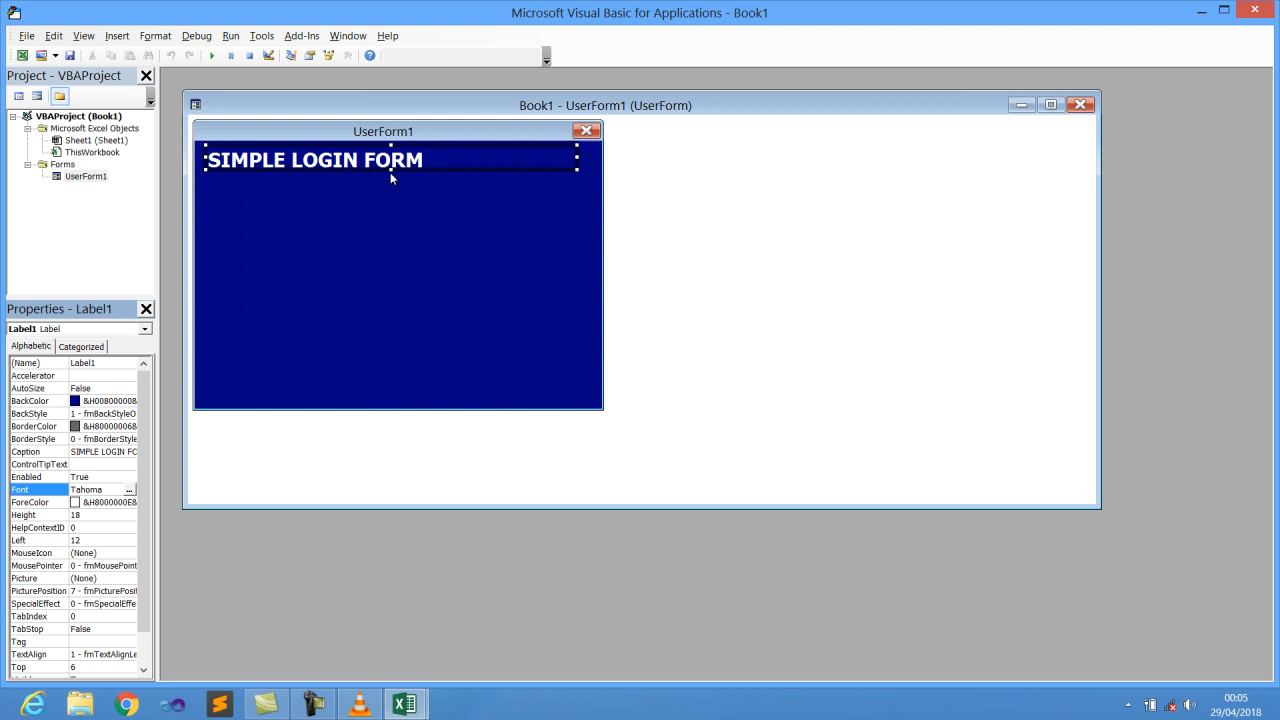 Microsoft Visual Basic for Applications - Book1
File Edit View Insert Format Debug Run Tools Add-Ins Window Help
Project - VBAProject
VBAProject (Book1)
Microsoft Excel Objects
Sheet1 (Sheet1)
ThisWorkbook
Forms
UserForm1
Book1 - UserForm1 (UserForm)
UserForm1
SIMPLE LOGIN FORM
Properties - Label1
Label1 Label
Alphabetic Categorized
(Name) Label1
Accelerator
AutoSize False
BackColor &H00800000&
BackStyle 1 - fmBackStyleO
BorderColor &H80000006&
BorderStyle 0 - fmBorderStyle
Caption SIMPLE LOGIN FO
ControlTipText
Enabled True
Font Tahoma ...
ForeColor &H8000000E&
Height 18
HelpContextID 0
Left 12
MouseIcon (None)
MousePointer 0 - fmMousePoint
Picture (None)
PicturePosition 7 - fmPicturePosit
SpecialEffect 0 - fmSpecialEffe
TabIndex 0
TabStop False
Tag
TextAlign 1 - fmTextAlignLe
Top 6
00:05
29/04/2018